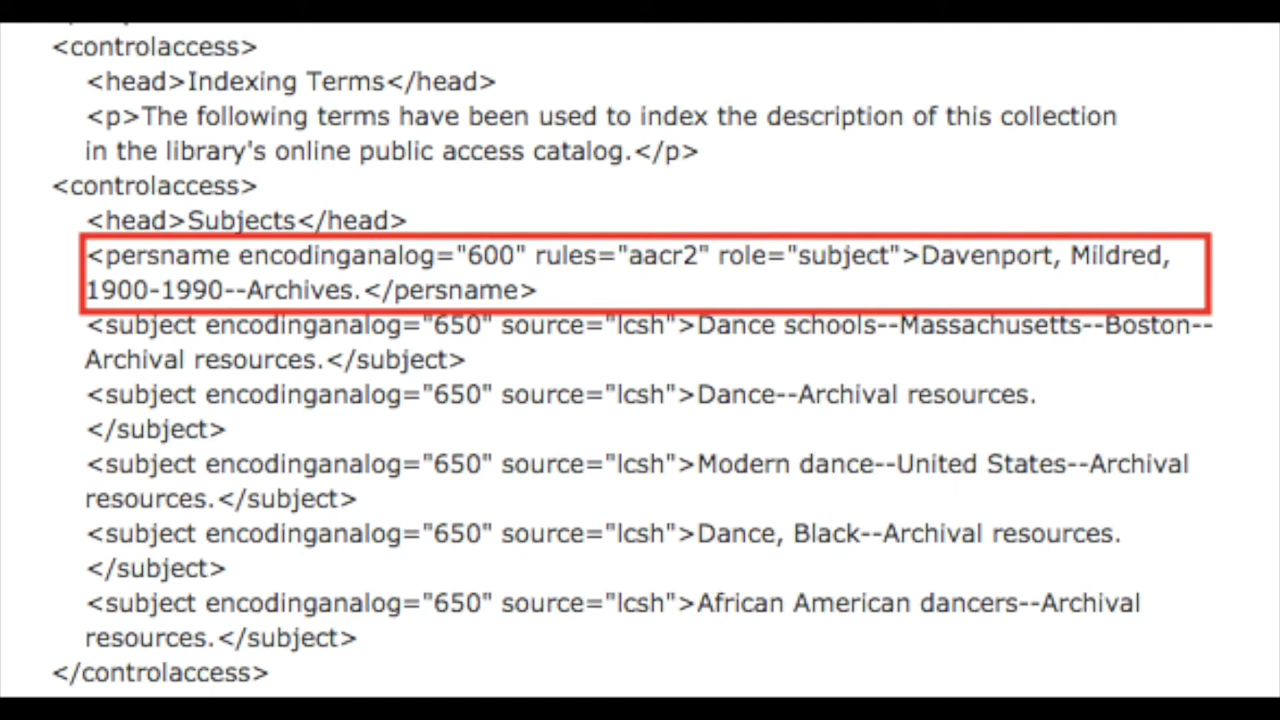 <controlaccess>
<head>Indexing Terms</head>
<p>The following terms have been used to index the description of this collection
in the library's online public access catalog.</p>
<controlaccess>
<head>Subjects</head>
<persname encodinganalog="600" rules="aacr2" role="subject">Davenport, Mildred,
1900-1990--Archives.</persname>
<subject encodinganalog="650" source="lcsh">Dance schools--Massachusetts--Boston--
Archival resources.</subject>
<subject encodinganalog="650" source="lcsh">Dance--Archival resources.
</subject>
<subject encodinganalog="650" source="lcsh">Modern dance--United States--Archival
resources.</subject>
<subject encodinganalog="650" source="lcsh">Dance, Black--Archival resources.
</subject>
<subject encodinganalog="650" source="lcsh">African American dancers--Archival
resources.</subject>
</controlaccess>